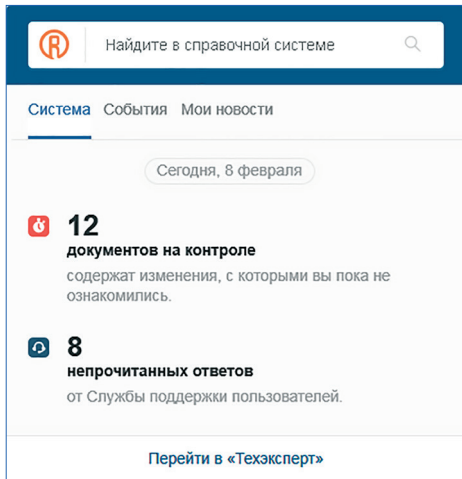 Найдите в справочной системе
Система События Мои новости
Сегодня, 8 февраля
12
документов на контроле
содержат изменения, с которыми вы пока не
ознакомились.
8
непрочитанных ответов
от Службы поддержки пользователей.
Перейти в «Техэксперт»